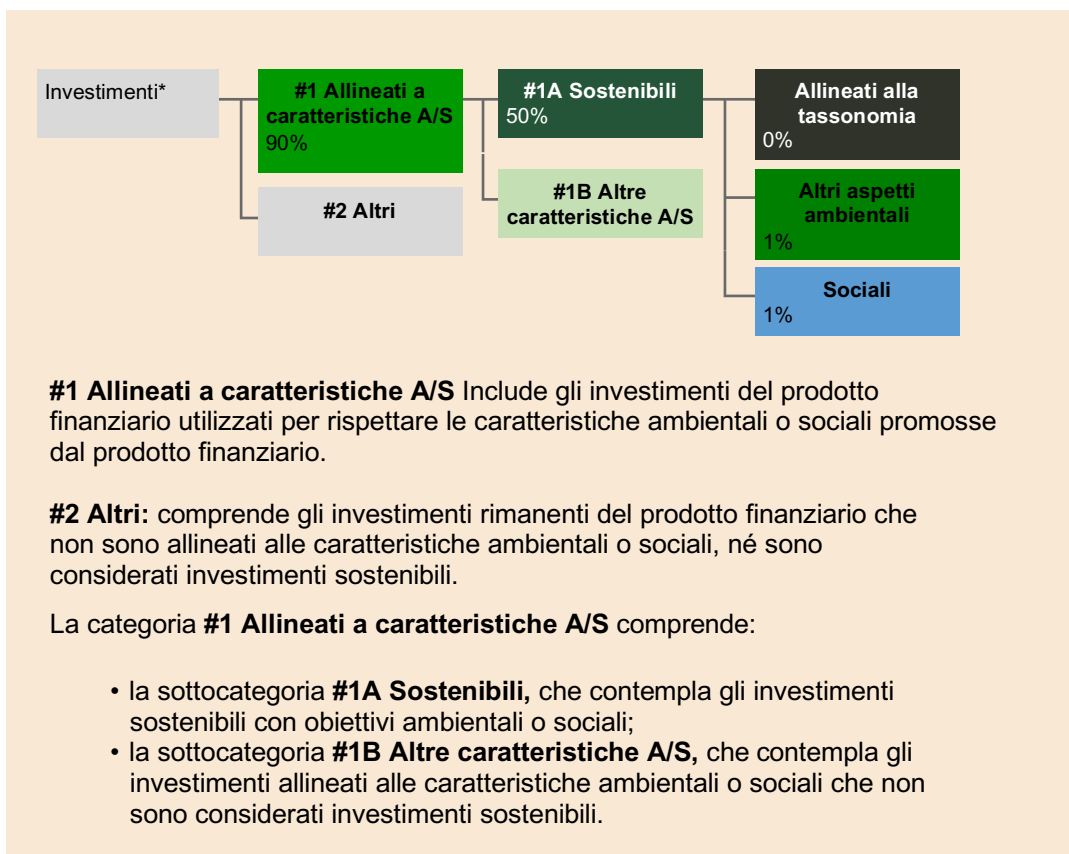 Investimenti*
#1 Allineati a
caratteristiche A/S
90%
#2 Altri
#1A Sostenibili
50%
#1B Altre
caratteristiche A/S
Allineati alla
tassonomia
0%
Altri aspetti
ambientali
1%
Sociali
1%
#1 Allineati a caratteristiche A/S Include gli investimenti del prodotto
finanziario utilizzati per rispettare le caratteristiche ambientali o sociali promosse
dal prodotto finanziario.
#2 Altri: comprende gli investimenti rimanenti del prodotto finanziario che
non sono allineati alle caratteristiche ambientali o sociali, né sono
considerati investimenti sostenibili.
La categoria #1 Allineati a caratteristiche A/S comprende:
• la sottocategoria #1A Sostenibili, che contempla gli investimenti
sostenibili con obiettivi ambientali o sociali;
• la sottocategoria #1B Altre caratteristiche A/S, che contempla gli
investimenti allineati alle caratteristiche ambientali o sociali che non
sono considerati investimenti sostenibili.